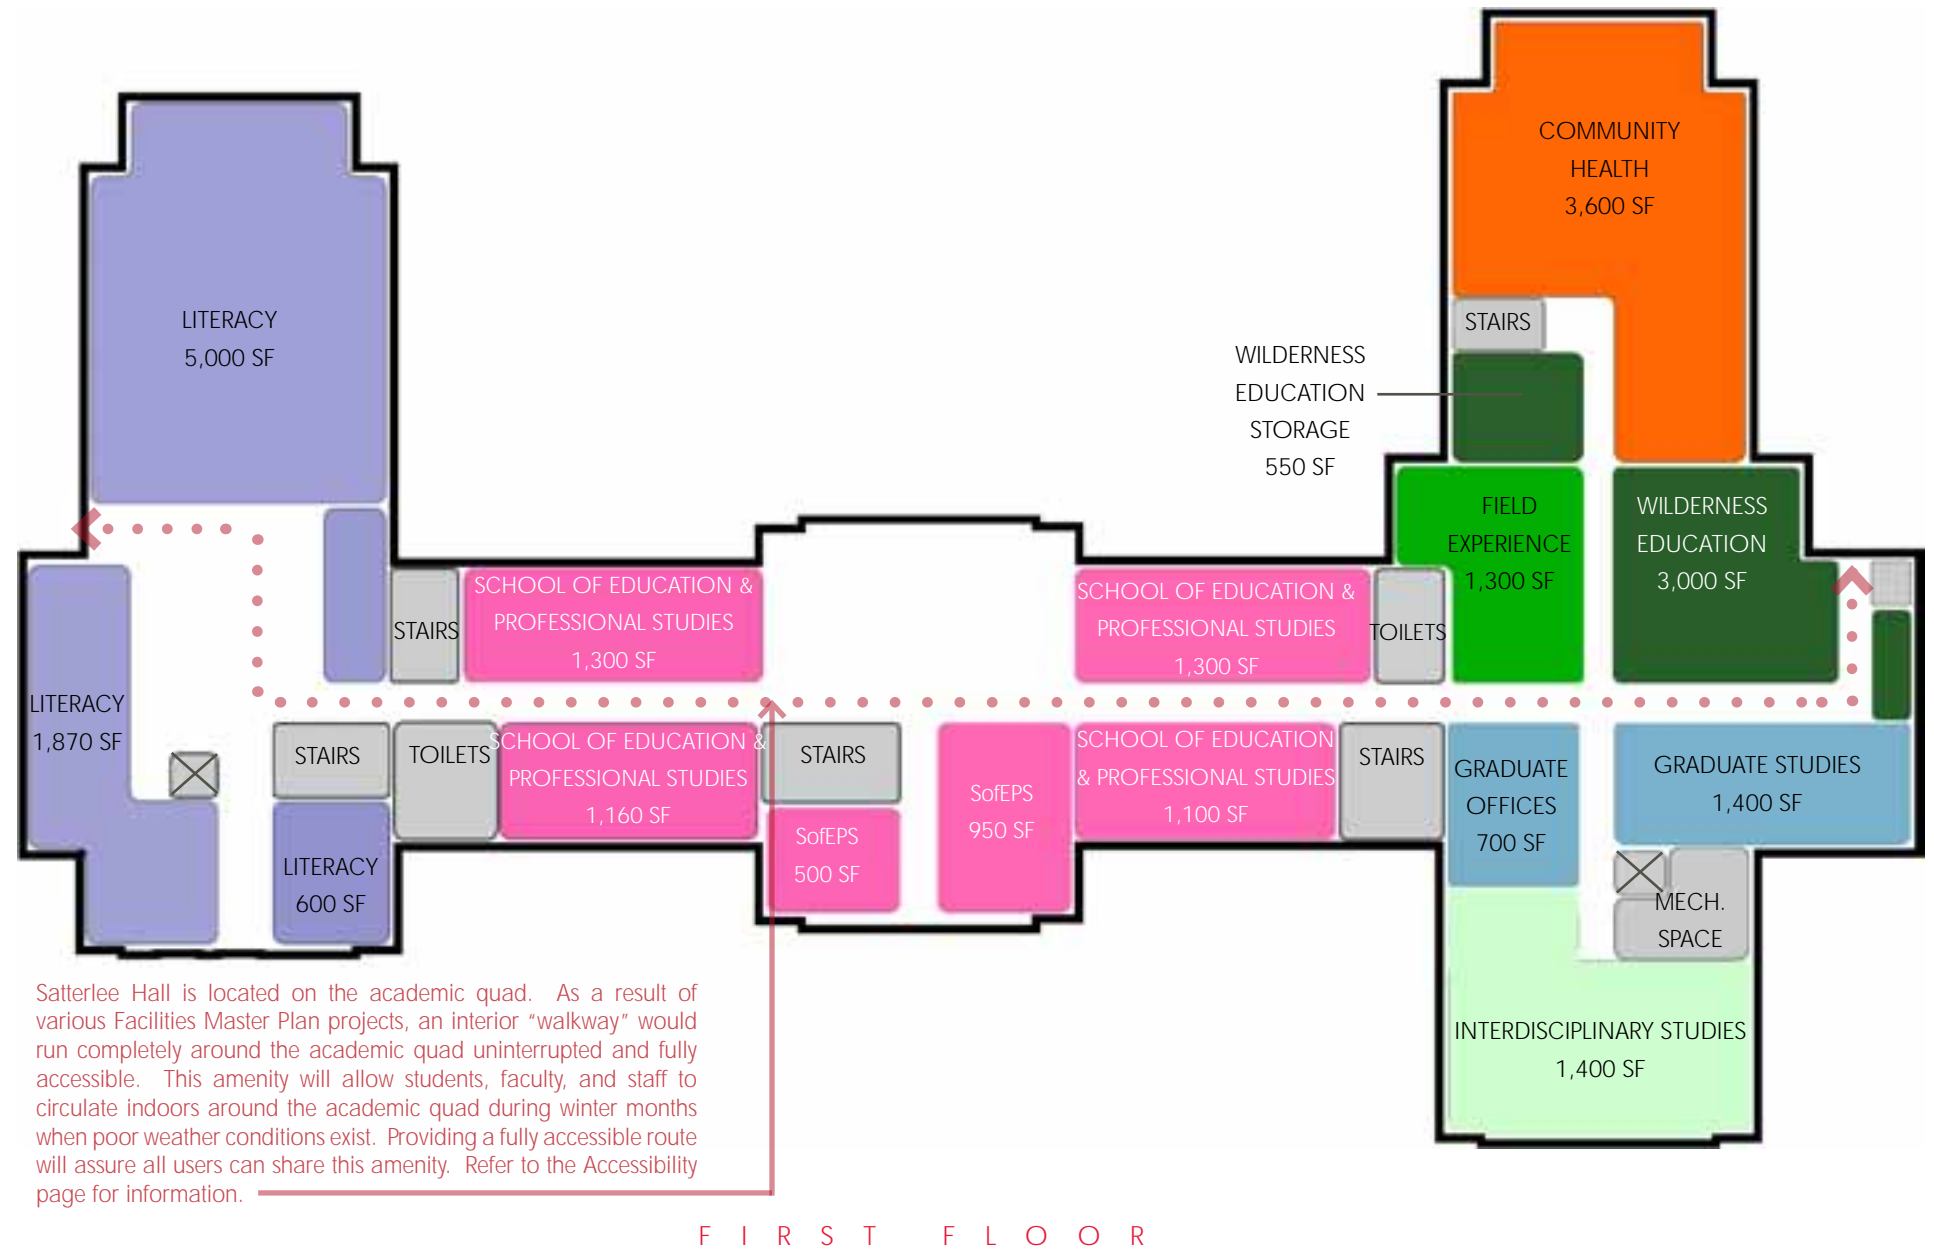 COMMUNITY
HEALTH
3,600 SF
LITERACY
5,000 SF
STAIRS
WILDERNESS
EDUCATION
STORAGE
550 SF
FIELD
EXPERIENCE
1,300 SF
WILDERNESS
EDUCATION
3,000 SF
STAIRS
SCHOOL OF EDUCATION &
PROFESSIONAL STUDIES
1,300 SF
SCHOOL OF EDUCATION &
PROFESSIONAL STUDIES
1,300 SF
TOILETS
LITERACY
1,870 SF
STAIRS
TOILETS
SCHOOL OF EDUCATION &
PROFESSIONAL STUDIES
1,160 SF
STAIRS
SofEPS
500 SF
SofEPS
950 SF
SCHOOL OF EDUCATION
& PROFESSIONAL STUDIES
1,100 SF
STAIRS
GRADUATE
OFFICES
700 SF
GRADUATE STUDIES
1,400 SF
LITERACY
600 SF
MECH.
SPACE
INTERDISCIPLINARY STUDIES
1,400 SF
Satterlee Hall is located on the academic quad. As a result of
various Facilities Master Plan projects, an interior “walkway” would
run completely around the academic quad uninterrupted and fully
accessible. This amenity will allow students, faculty, and staff to
circulate indoors around the academic quad during winter months
when poor weather conditions exist. Providing a fully accessible route
will assure all users can share this amenity. Refer to the Accessibility
page for information.
FIRST FLOOR